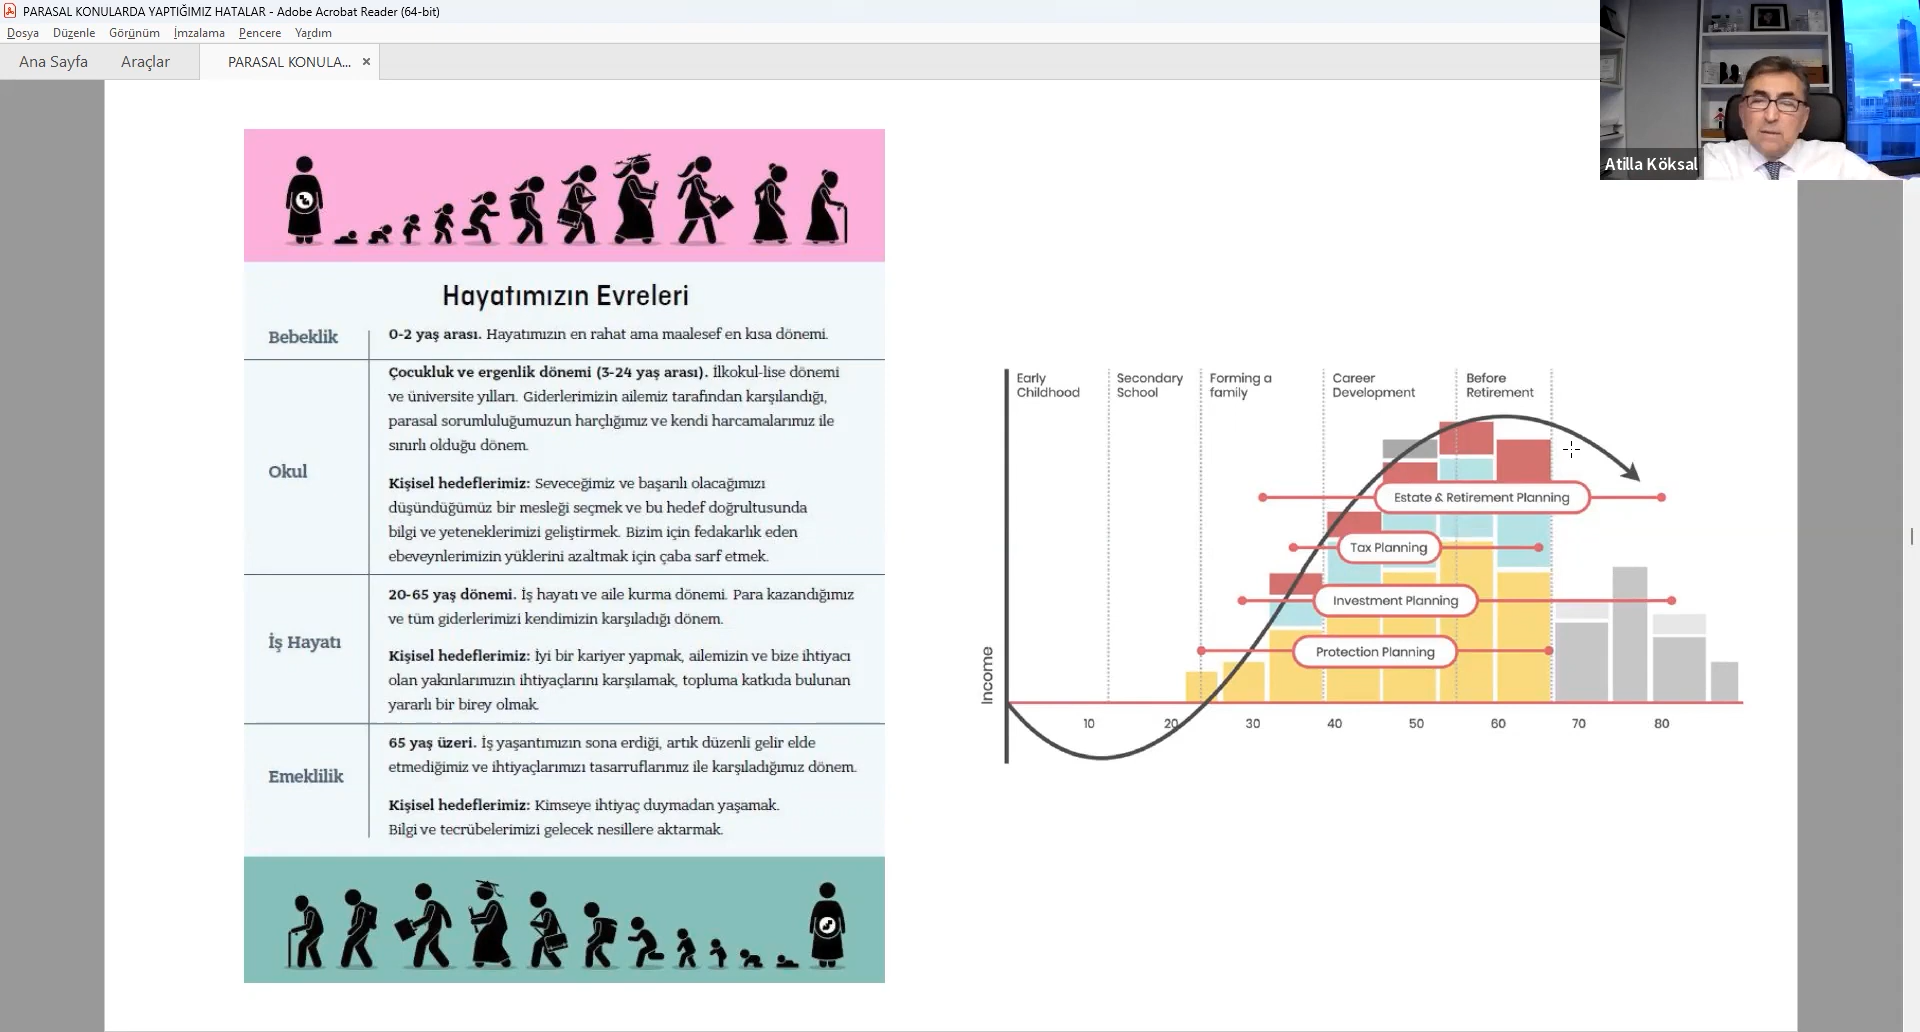 PARASAL KONULARDA YAPTIĞIMIZ HATALAR - Adobe Acrobat Reader (64-bit)
Dosya Düzenle Görünüm İmzalama Pencere Yardım
Ana Sayfa Araçlar PARASAL KONULA... ×
Atilla Köksal
Hayatımızın Evreleri
Bebeklik
0-2 yaş arası. Hayatımızın en rahat ama maalesef en kısa dönemi.
Okul
Çocukluk ve ergenlik dönemi (3-24 yaş arası). İlkokul-lise dönemi
ve üniversite yılları. Giderlerimizin ailemiz tarafından karşılandığı,
parasal sorumluluğumuzun harçlığımız ve kendi harcamalarımız ile
sınırlı olduğu dönem.
Kişisel hedeflerimiz: Seveceğimiz ve başarılı olacağımızı
düşündüğümüz bir mesleği seçmek ve bu hedef doğrultusunda
bilgi ve yeteneklerimizi geliştirmek. Bizim için fedakarlık eden
ebeveynlerimizin yüklerini azaltmak için çaba sarf etmek.
İş Hayatı
20-65 yaş dönemi. İş hayatı ve aile kurma dönemi. Para kazandığımız
ve tüm giderlerimizi kendimizin karşıladığı dönem.
Kişisel hedeflerimiz: İyi bir kariyer yapmak, ailemizin ve bize ihtiyacı
olan yakınlarımızın ihtiyaçlarını karşılamak, topluma katkıda bulunan
yararlı bir birey olmak.
Emeklilik
65 yaş üzeri. İş yaşantımızın sona erdiği, artık düzenli gelir elde
etmediğimiz ve ihtiyaçlarımızı tasarruflarımız ile karşıladığımız dönem.
Kişisel hedeflerimiz: Kimseye ihtiyaç duymadan yaşamak.
Bilgi ve tecrübelerimizi gelecek nesillere aktarmak.
Early
Childhood
Secondary
School
Forming a
family
Career
Development
Before
Retirement
Estate & Retirement Planning
Tax Planning
Investment Planning
Protection Planning
Income
10 20 30 40 50 60 70 80